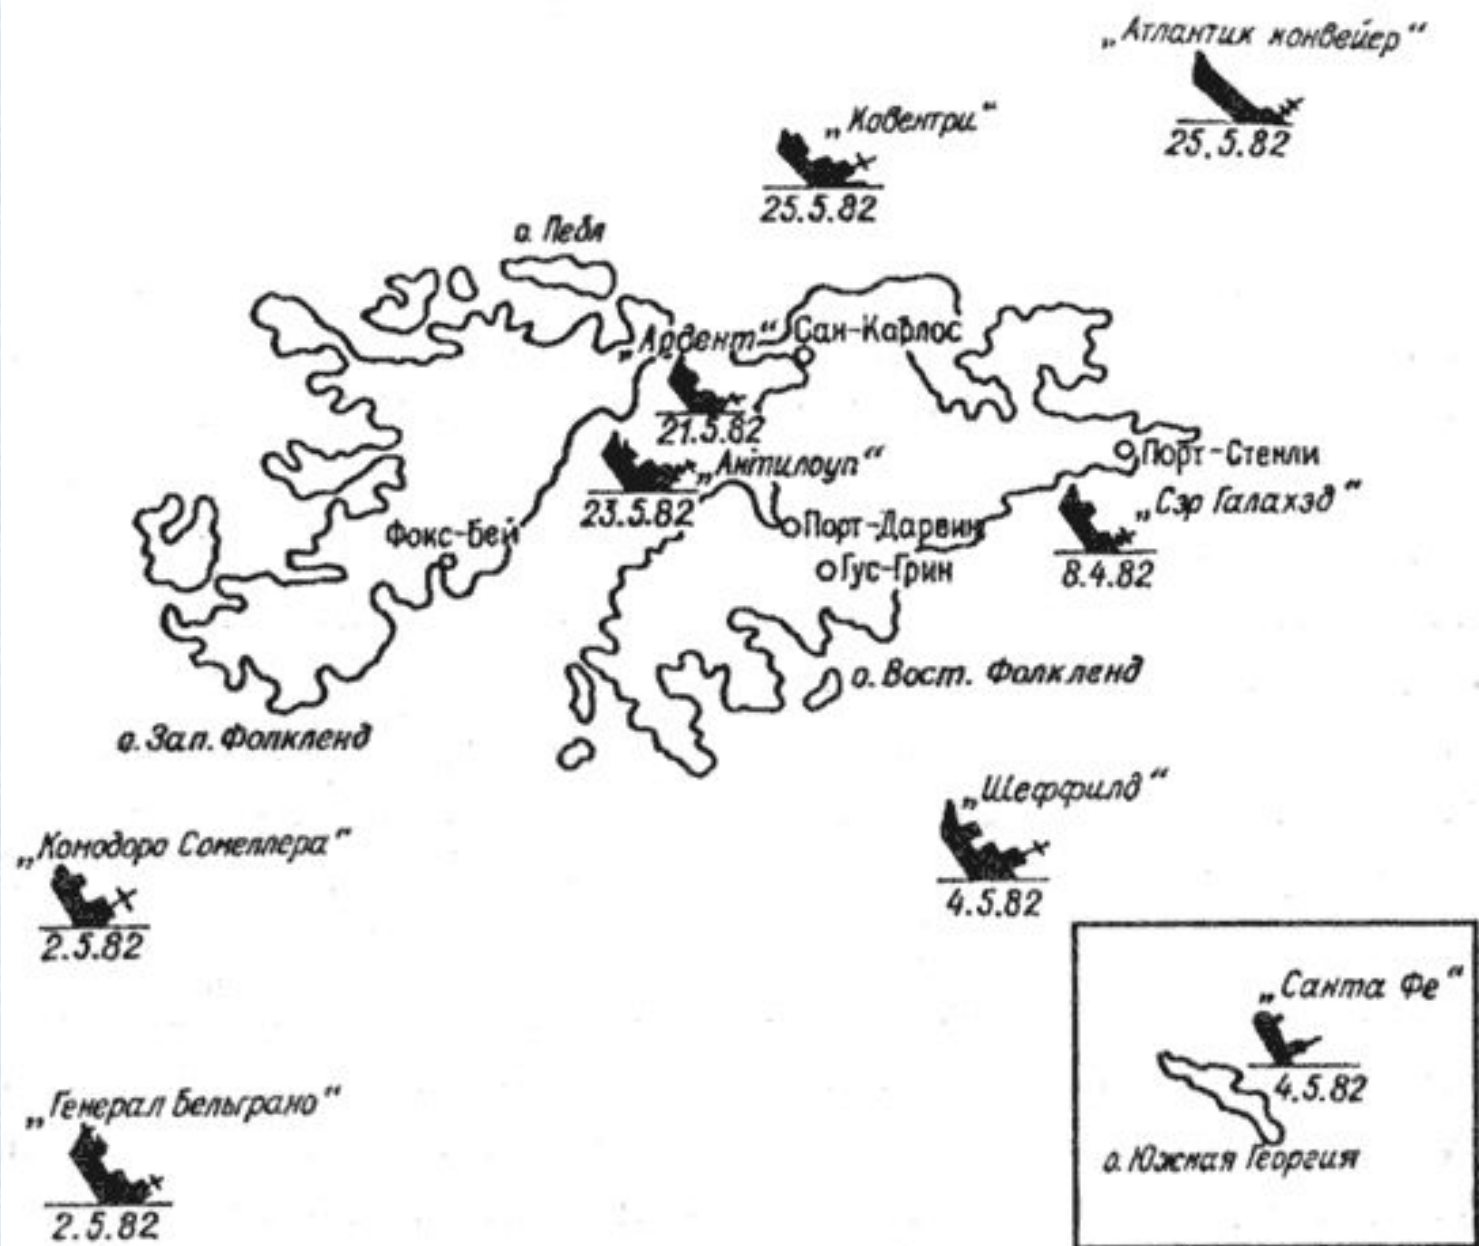 „Атлантик конвейер“
25.5.82
„Ковентри“
25.5.82
о. Пебл
„Ардент“
21.5.82
Сан-Карлос
„Антилоуп“
23.5.82
Порт-Стенли
„Сэр Галахэд“
8.4.82
Фокс-Бей
Порт-Дарвин
Гус-Грин
о. Вост. Фолкленд
о. Зап. Фолкленд
„Шеффилд“
4.5.82
„Комодоро Сомеллера“
2.5.82
„Санта Фе“
4.5.82
о. Южная Георгия
„Генерал Бельграно“
2.5.82